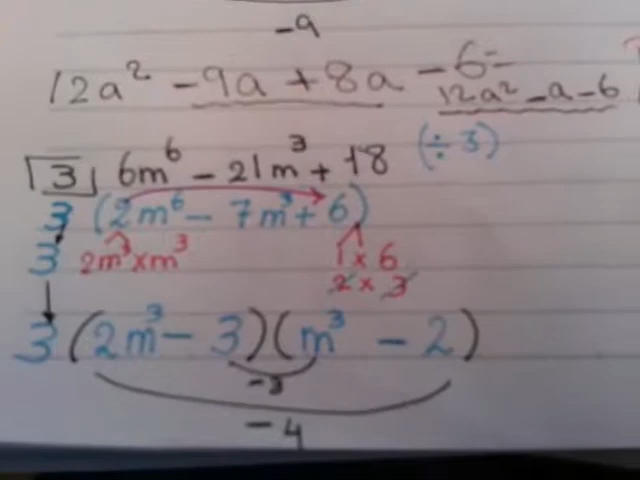 -9
12a² - 9a + 8a - 6 =
12a² - a - 6
3 6m⁶ - 21m³ + 18 (÷ 3)
3 (2m⁶ - 7m³ + 6)
3 2m³ × m³ 1 × 6
2 × 3
3 (2m³ - 3)(m³ - 2)
-3
-4